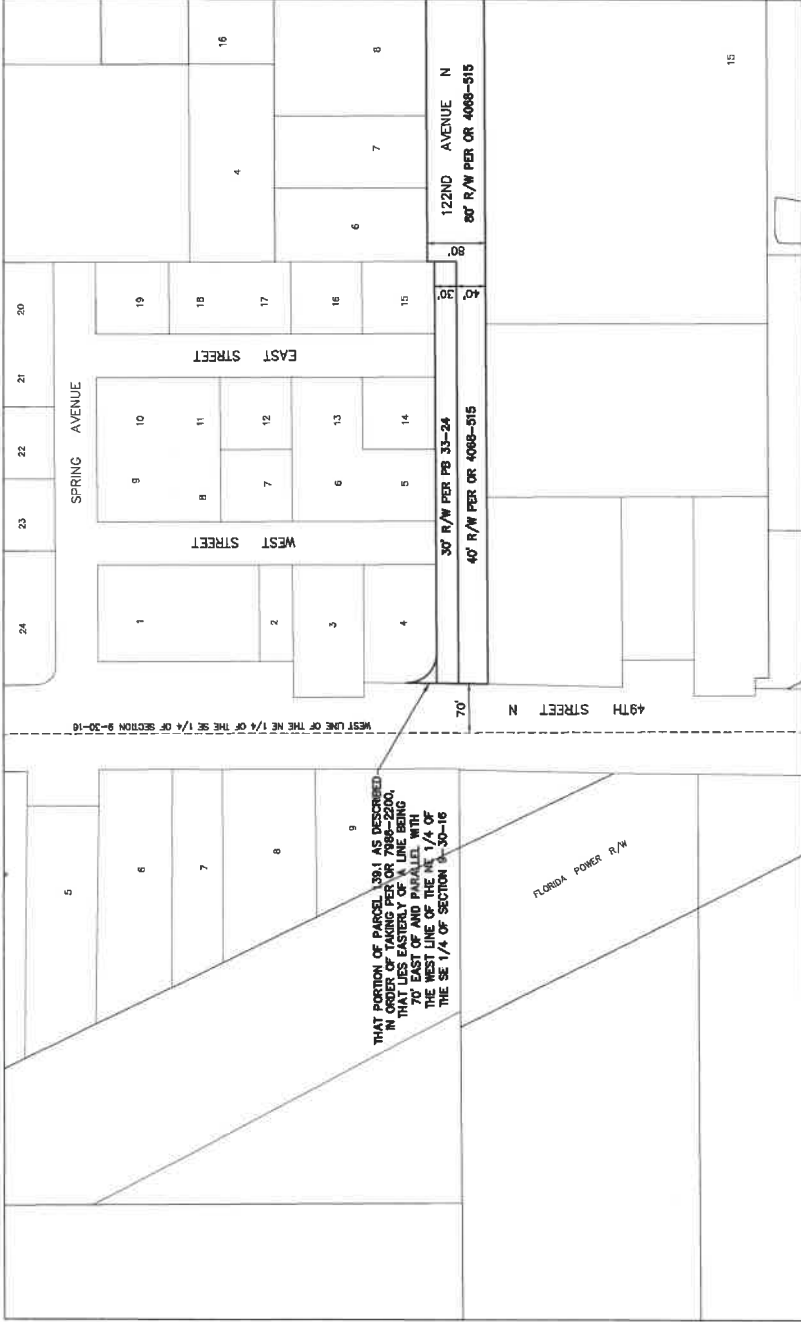 20
21
22
23
24
SPRING AVENUE
16
4
8
7
6
19
18
17
16
15
EAST STREET
10
11
12
13
14
9
8
7
6
5
WEST STREET
1
2
3
4
122ND AVENUE N
80' R/W PER OR 4068-515
80'
30'
40'
30' R/W PER PB 33-24
40' R/W PER OR 4068-515
15
WEST LINE OF THE NE 1/4 OF THE SE 1/4 OF SECTION 9-30-16
70'
49TH STREET N
5
6
7
8
9
THAT PORTION OF PARCEL 139.1 AS DESCRIBED
IN ORDER OF TAKING PER OR 7986-2200,
THAT LIES EASTERLY OF A LINE BEING
70' EAST OF AND PARALLEL WITH
THE WEST LINE OF THE NE 1/4 OF
THE SE 1/4 OF SECTION 9-30-16
FLORIDA POWER R/W